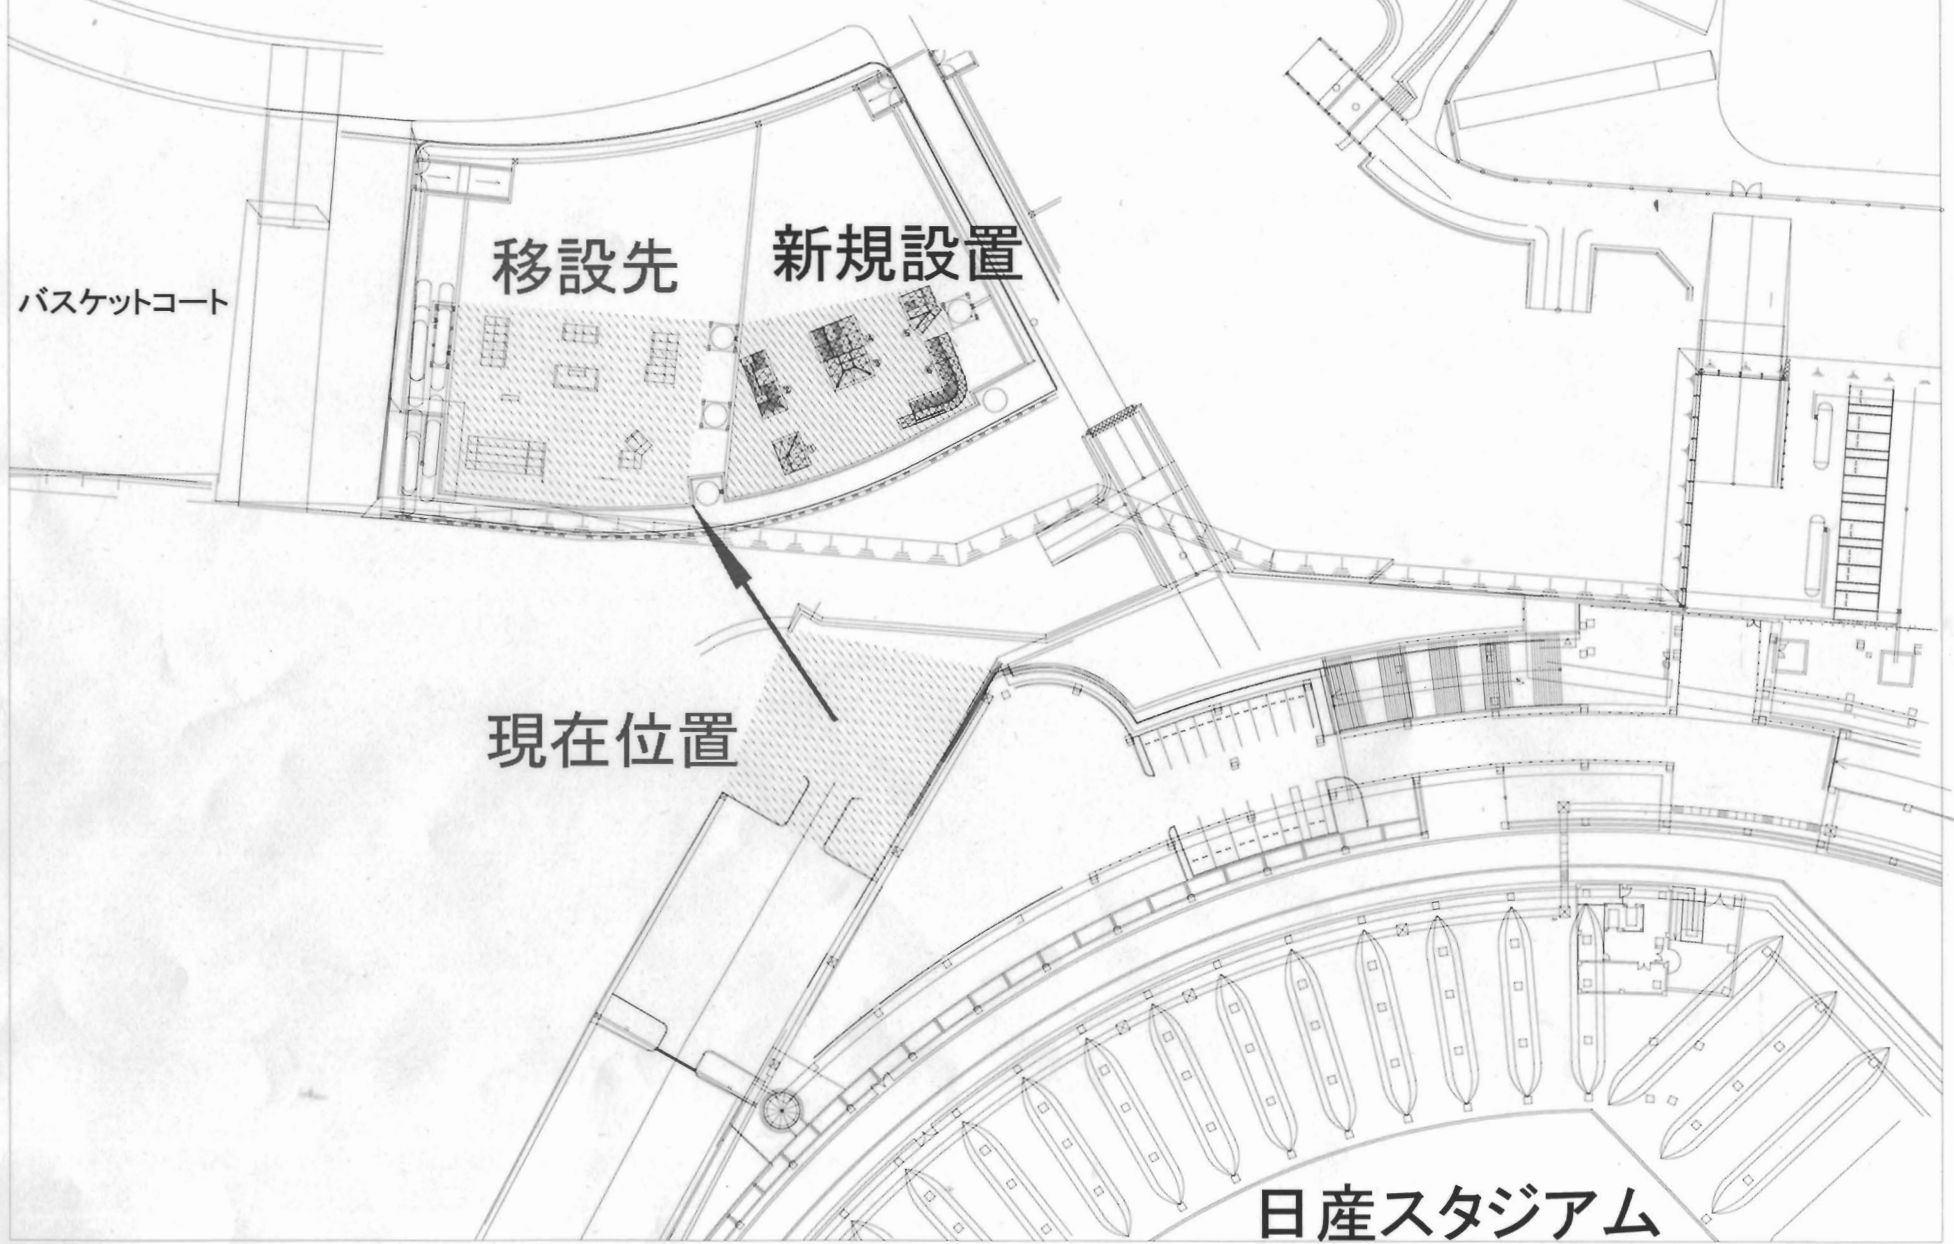 新規設置
移設先
バスケットコート
現在位置
日産スタジアム